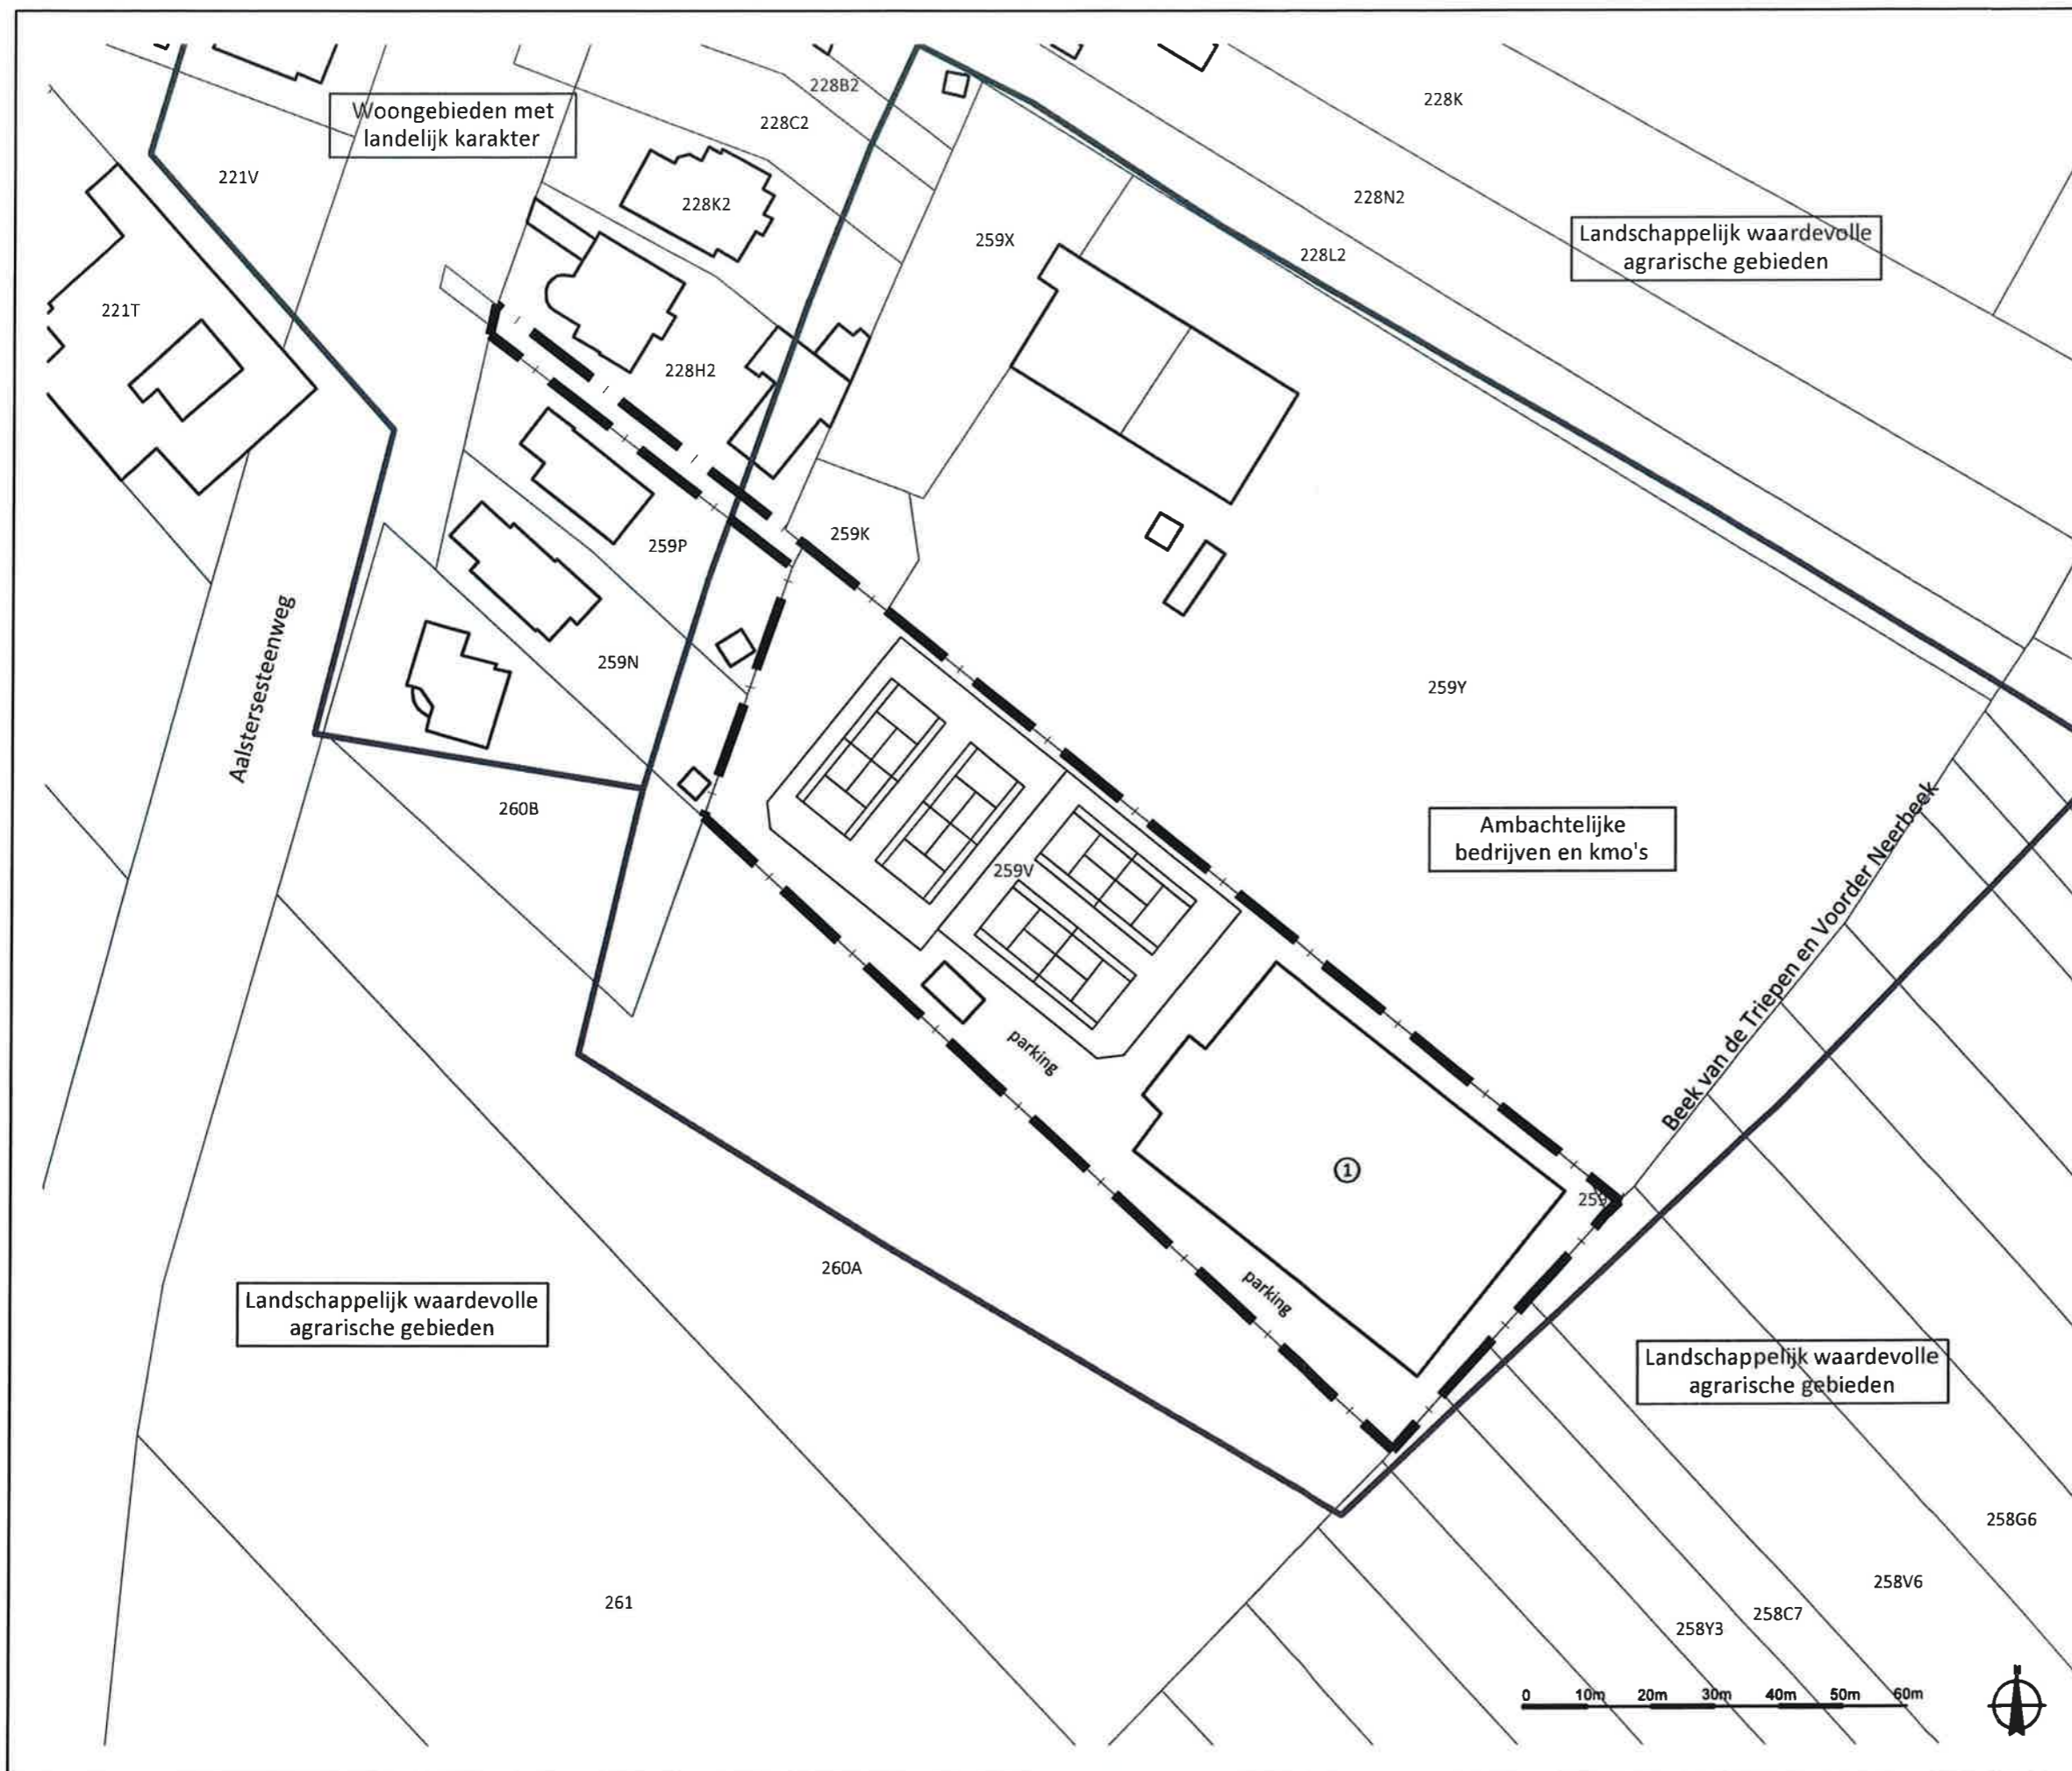 228B2
228K
228C2
Woongebieden met
landelijk karakter
221V
228N2
228K2
259X
Landschappelijk waardevolle
agrarische gebieden
228L2
221T
228H2
259K
259P
Aalstersesteenweg
259N
259Y
260B
Ambachtelijke
bedrijven en kmo's
259V
Beek van de Triepen en Voorder Neerbeek
parking
1
260A
parking
Landschappelijk waardevolle
agrarische gebieden
Landschappelijk waardevolle
agrarische gebieden
258G6
258V6
261
258C7
258Y3
0 10m 20m 30m 40m 50m 60m
N